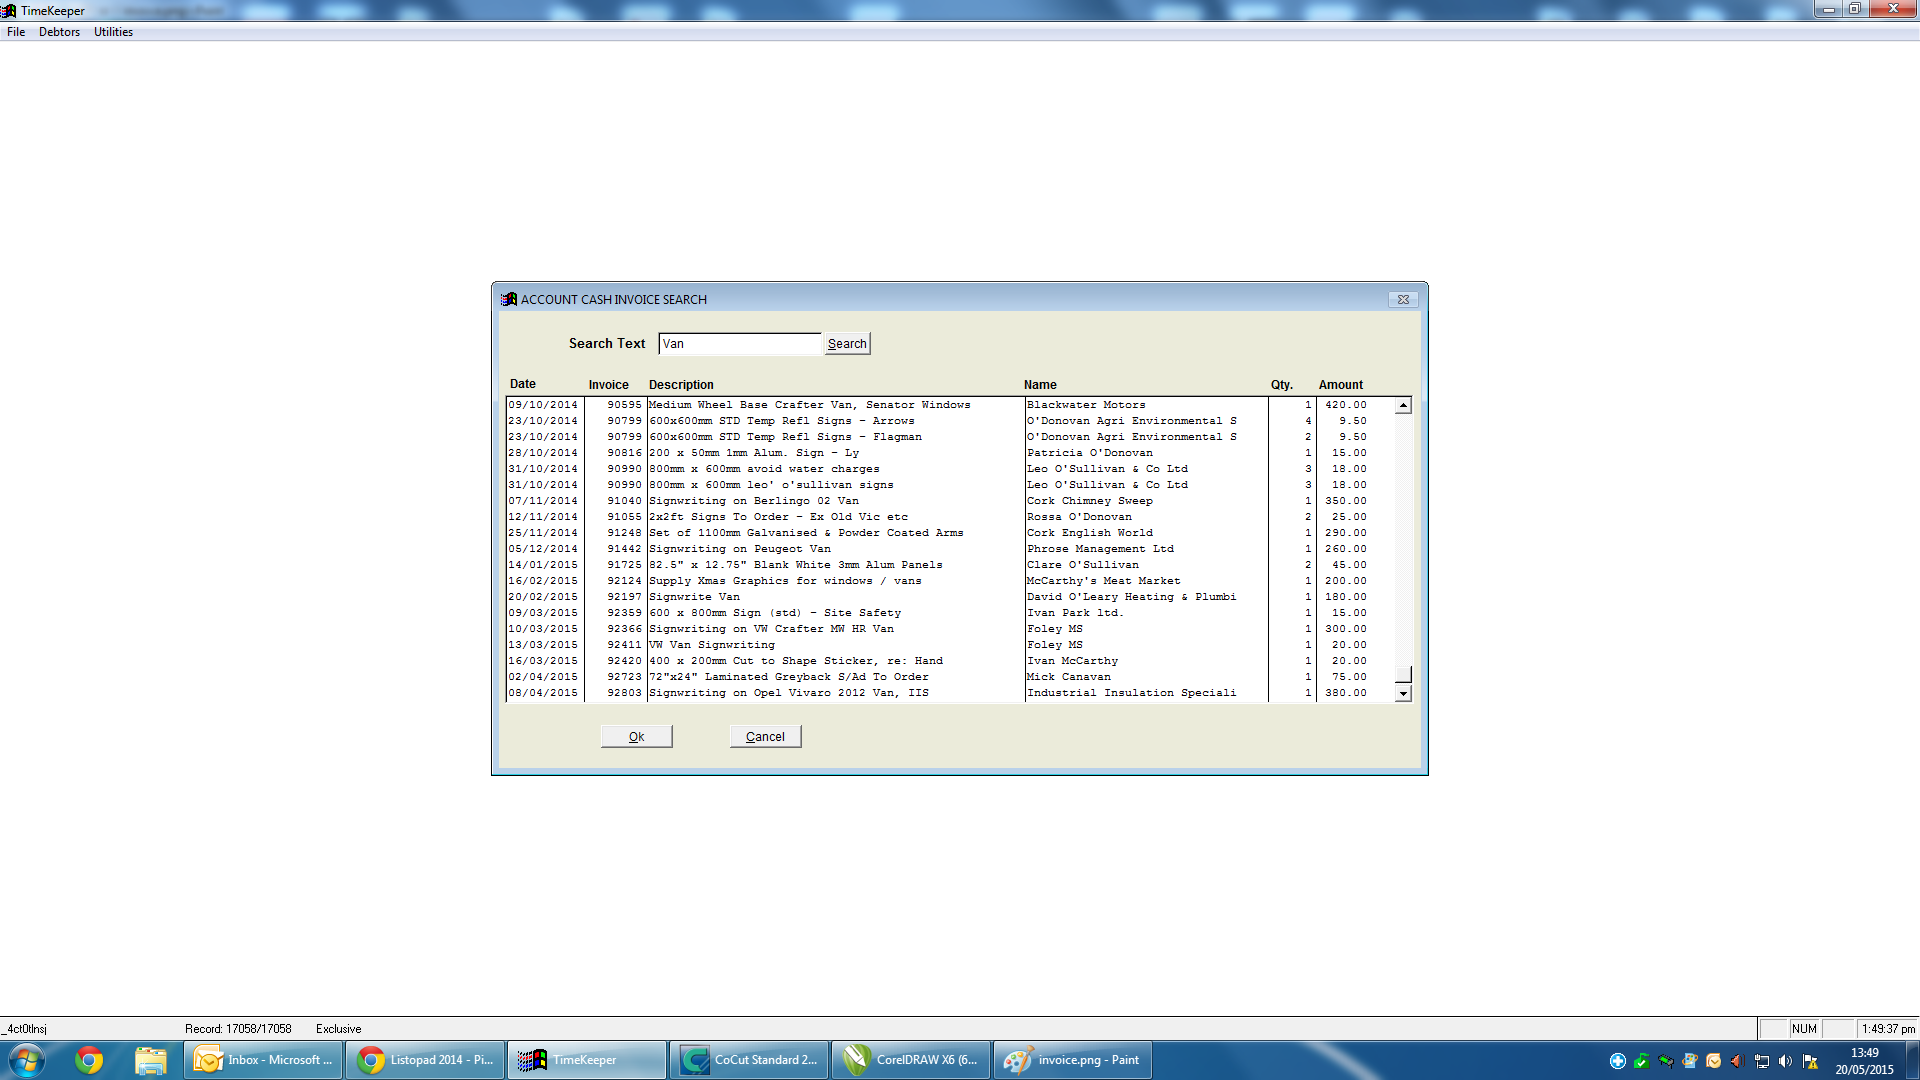 TimeKeeper
File Debtors Utilities
ACCOUNT CASH INVOICE SEARCH
Search Text Van Search
Date Invoice Description Name Qty. Amount
09/10/2014 90595 Medium Wheel Base Crafter Van, Senator Windows Blackwater Motors 1 420.00
23/10/2014 90799 600x600mm STD Temp Refl Signs - Arrows O'Donovan Agri Environmental S 4 9.50
23/10/2014 90799 600x600mm STD Temp Refl Signs - Flagman O'Donovan Agri Environmental S 2 9.50
28/10/2014 90816 200 x 50mm 1mm Alum. Sign - Ly Patricia O'Donovan 1 15.00
31/10/2014 90990 800mm x 600mm avoid water charges Leo O'Sullivan & Co Ltd 3 18.00
31/10/2014 90990 800mm x 600mm leo' o'sullivan signs Leo O'Sullivan & Co Ltd 3 18.00
07/11/2014 91040 Signwriting on Berlingo 02 Van Cork Chimney Sweep 1 350.00
12/11/2014 91055 2x2ft Signs To Order - Ex Old Vic etc Rossa O'Donovan 2 25.00
25/11/2014 91248 Set of 1100mm Galvanised & Powder Coated Arms Cork English World 1 290.00
05/12/2014 91442 Signwriting on Peugeot Van Phrose Management Ltd 1 260.00
14/01/2015 91725 82.5" x 12.75" Blank White 3mm Alum Panels Clare O'Sullivan 2 45.00
16/02/2015 92124 Supply Xmas Graphics for windows / vans McCarthy's Meat Market 1 200.00
20/02/2015 92197 Signwrite Van David O'Leary Heating & Plumbi 1 180.00
09/03/2015 92359 600 x 800mm Sign (std) - Site Safety Ivan Park ltd. 1 15.00
10/03/2015 92366 Signwriting on VW Crafter MW HR Van Foley MS 1 300.00
13/03/2015 92411 VW Van Signwriting Foley MS 1 20.00
16/03/2015 92420 400 x 200mm Cut to Shape Sticker, re: Hand Ivan McCarthy 1 20.00
02/04/2015 92723 72"x24" Laminated Greyback S/Ad To Order Mick Canavan 1 75.00
08/04/2015 92803 Signwriting on Opel Vivaro 2012 Van, IIS Industrial Insulation Speciali 1 380.00
Ok Cancel
_4ct0tlnsj Record: 17058/17058 Exclusive NUM 1:49:37 pm
Inbox - Microsoft ... Listopad 2014 - Pi... TimeKeeper CoCut Standard 2... CorelDRAW X6 (6... invoice.png - Paint 13:49
20/05/2015